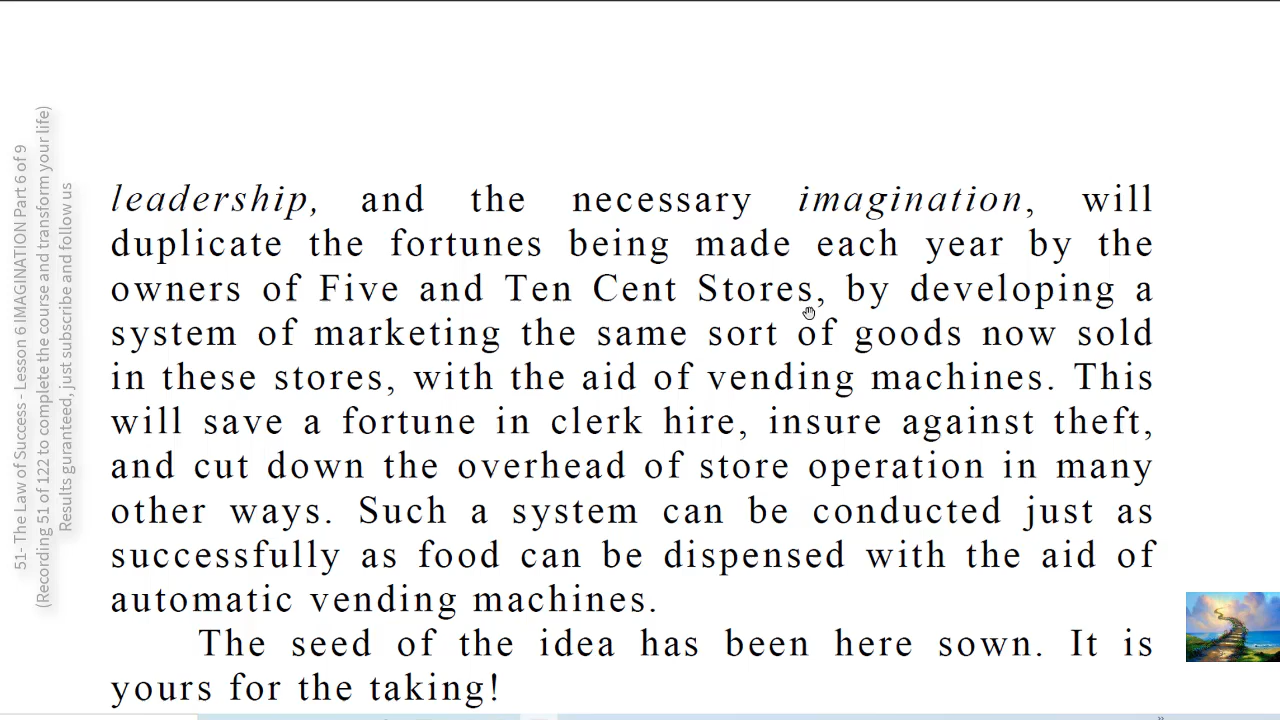 51- The Law of Success - Lesson 6 IMAGINATION Part 6 of 9
(Recording 51 of 122 to complete the course and transform your life)
Results guranteed, just subscribe and follow us
leadership, and the necessary imagination, will
duplicate the fortunes being made each year by the
owners of Five and Ten Cent Stores, by developing a
system of marketing the same sort of goods now sold
in these stores, with the aid of vending machines. This
will save a fortune in clerk hire, insure against theft,
and cut down the overhead of store operation in many
other ways. Such a system can be conducted just as
successfully as food can be dispensed with the aid of
automatic vending machines.
The seed of the idea has been here sown. It is
yours for the taking!